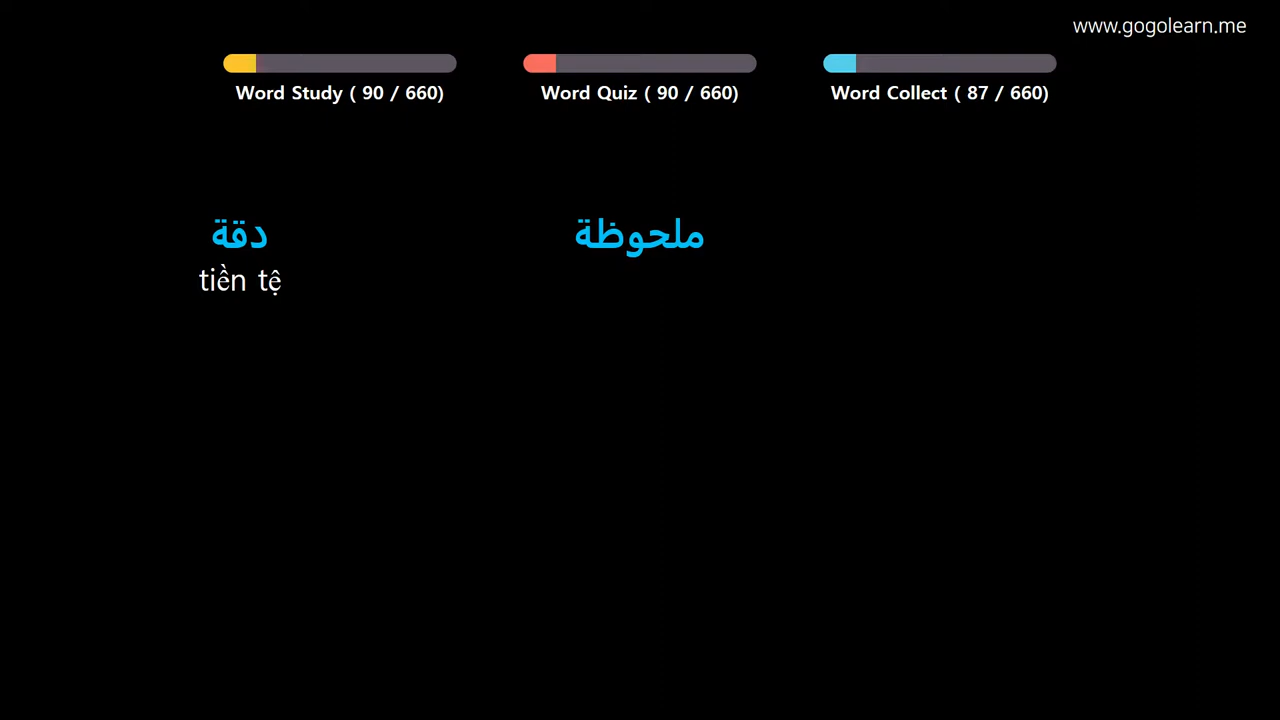 www.gogolearn.me
Word Study ( 90 / 660)
Word Quiz ( 90 / 660)
Word Collect ( 87 / 660)
دقة
tiền tệ
ملحوظة